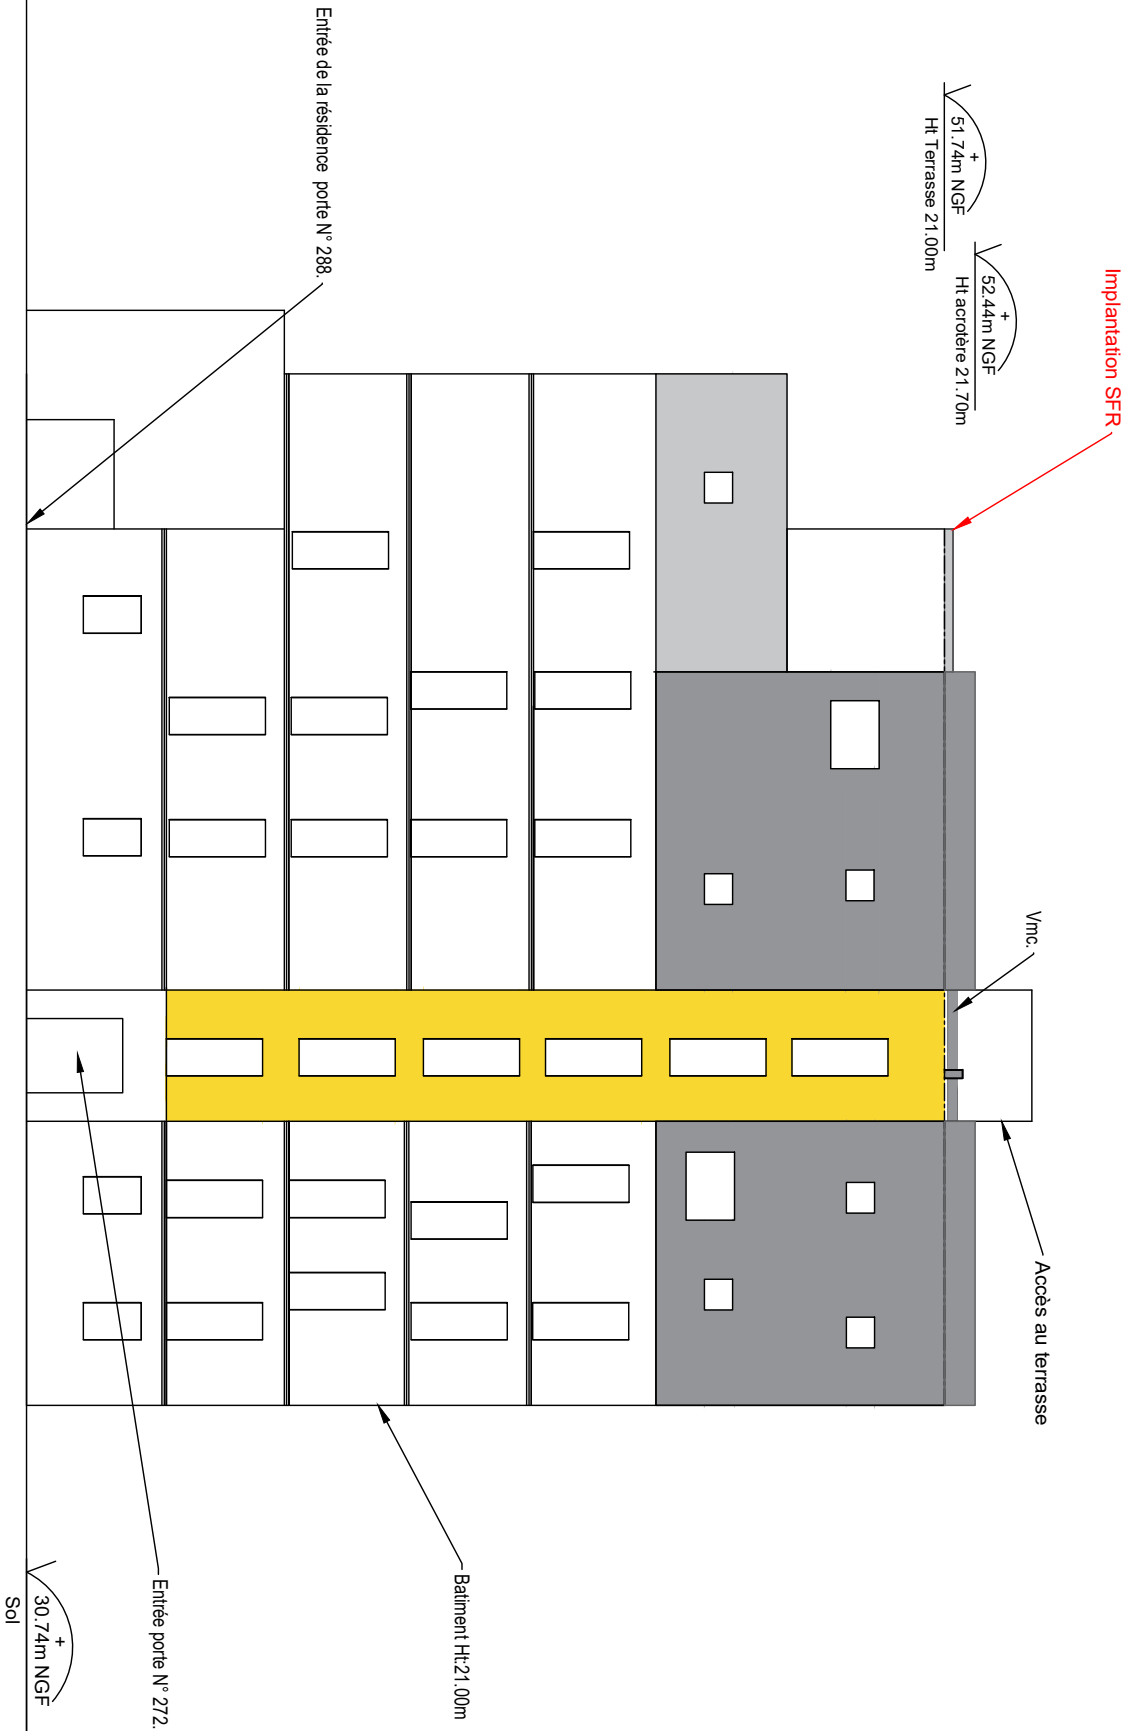 Implantation SFR
+
52.44m NGF
Ht acrotère 21.70m
+
51.74m NGF
Ht Terrasse 21.00m
Vmc.
Accès au terrasse
Entrée de la résidence porte N° 288.
Batiment Ht:21.00m
Entrée porte N° 272.
+
30.74m NGF
Sol